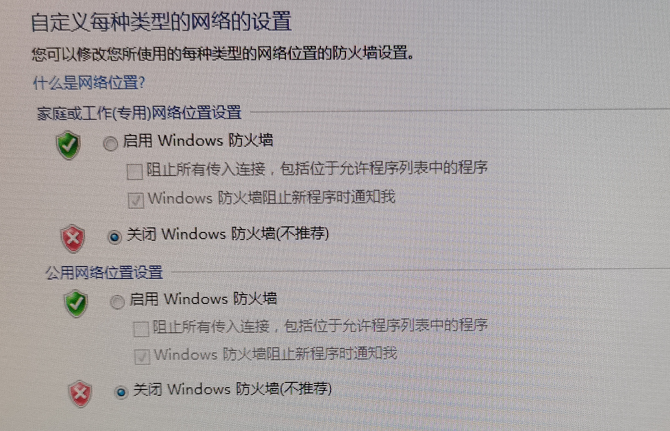 自定义每种类型的网络的设置
您可以修改您所使用的每种类型的网络位置的防火墙设置。
什么是网络位置?
家庭或工作(专用)网络位置设置
启用 Windows 防火墙
阻止所有传入连接，包括位于允许程序列表中的程序
Windows 防火墙阻止新程序时通知我
关闭 Windows 防火墙(不推荐)
公用网络位置设置
启用 Windows 防火墙
阻止所有传入连接，包括位于允许程序列表中的程序
Windows 防火墙阻止新程序时通知我
关闭 Windows 防火墙(不推荐)